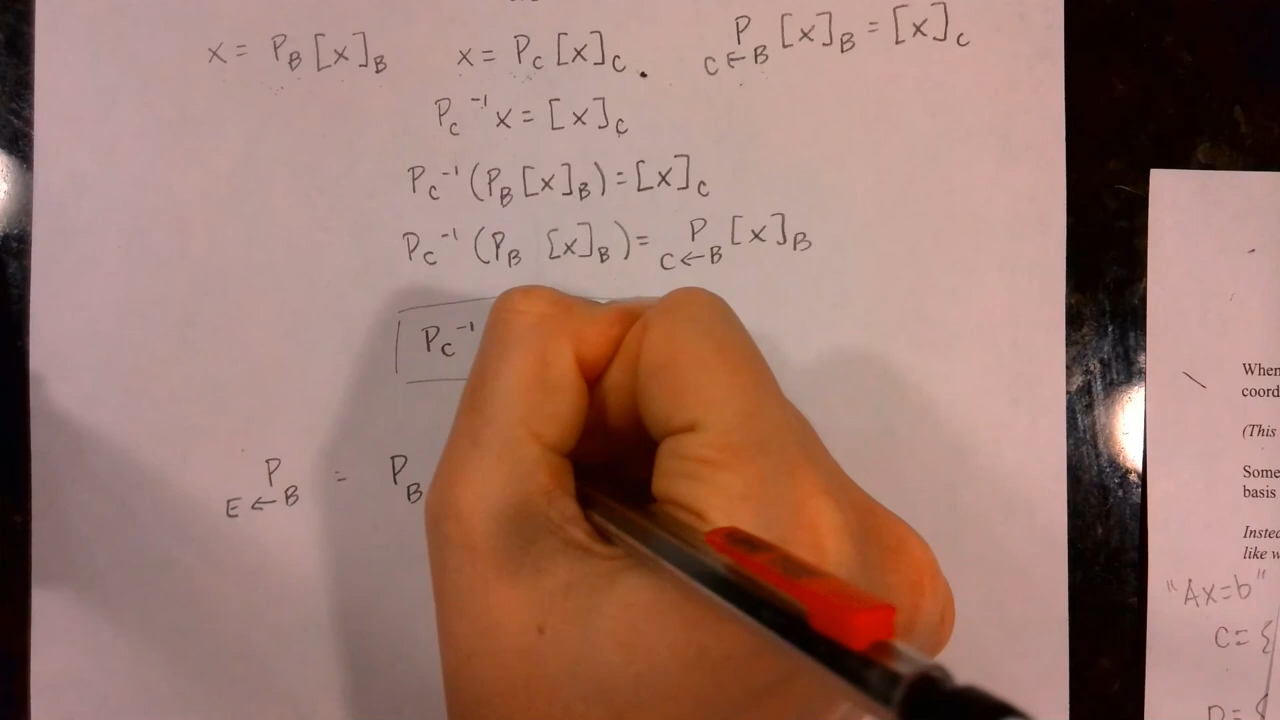 x = P_B [x]_B    x = P_C [x]_C .    P_{C←B} [x]_B = [x]_C
P_C^{-1} x = [x]_C
P_C^{-1} (P_B [x]_B) = [x]_C
P_C^{-1} (P_B [x]_B) = P_{C←B} [x]_B
P_C^{-1}
P_{E←B} = P_B
When
coord
(This
Some
basis
Instea
like w
"Ax=b"
C = {